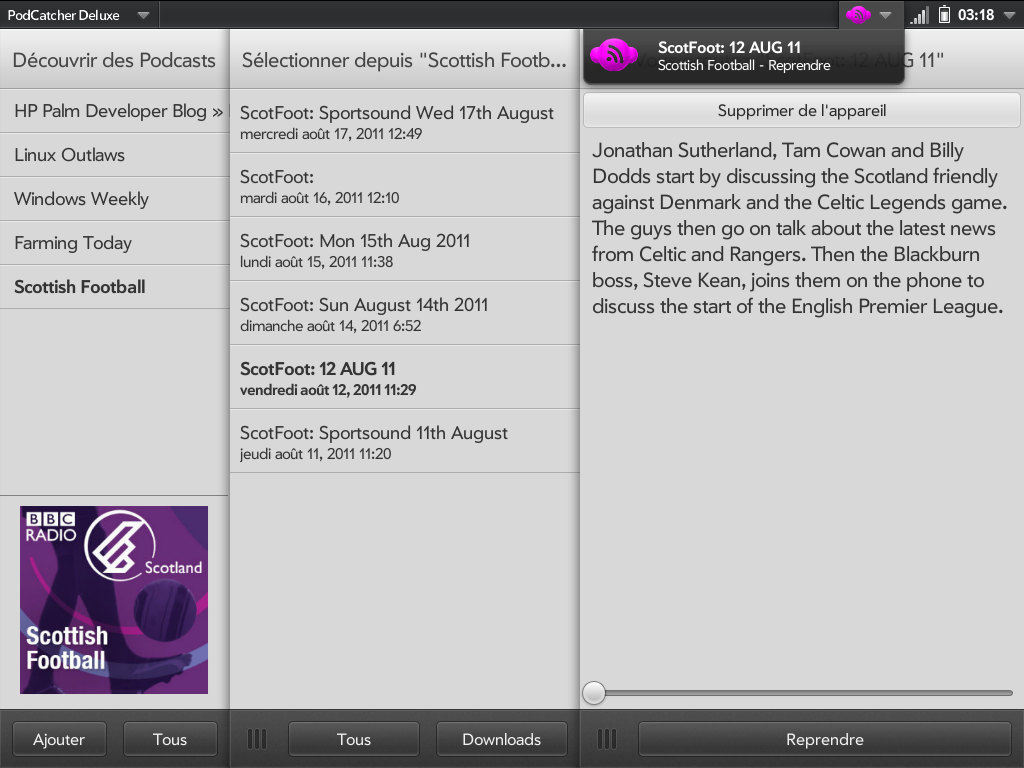 PodCatcher Deluxe
03:18
ScotFoot: 12 AUG 11
Scottish Football - Reprendre
Découvrir des Podcasts
HP Palm Developer Blog »
Linux Outlaws
Windows Weekly
Farming Today
Scottish Football
BBC
RADIO
Scotland
Scottish
Football
Ajouter
Tous
Sélectionner depuis "Scottish Footb...
ScotFoot: Sportsound Wed 17th August
mercredi août 17, 2011 12:49
ScotFoot:
mardi août 16, 2011 12:10
ScotFoot: Mon 15th Aug 2011
lundi août 15, 2011 11:38
ScotFoot: Sun August 14th 2011
dimanche août 14, 2011 6:52
ScotFoot: 12 AUG 11
vendredi août 12, 2011 11:29
ScotFoot: Sportsound 11th August
jeudi août 11, 2011 11:20
Tous
Downloads
12 AUG 11"
Supprimer de l'appareil
Jonathan Sutherland, Tam Cowan and Billy
Dodds start by discussing the Scotland friendly
against Denmark and the Celtic Legends game.
The guys then go on talk about the latest news
from Celtic and Rangers. Then the Blackburn
boss, Steve Kean, joins them on the phone to
discuss the start of the English Premier League.
Reprendre